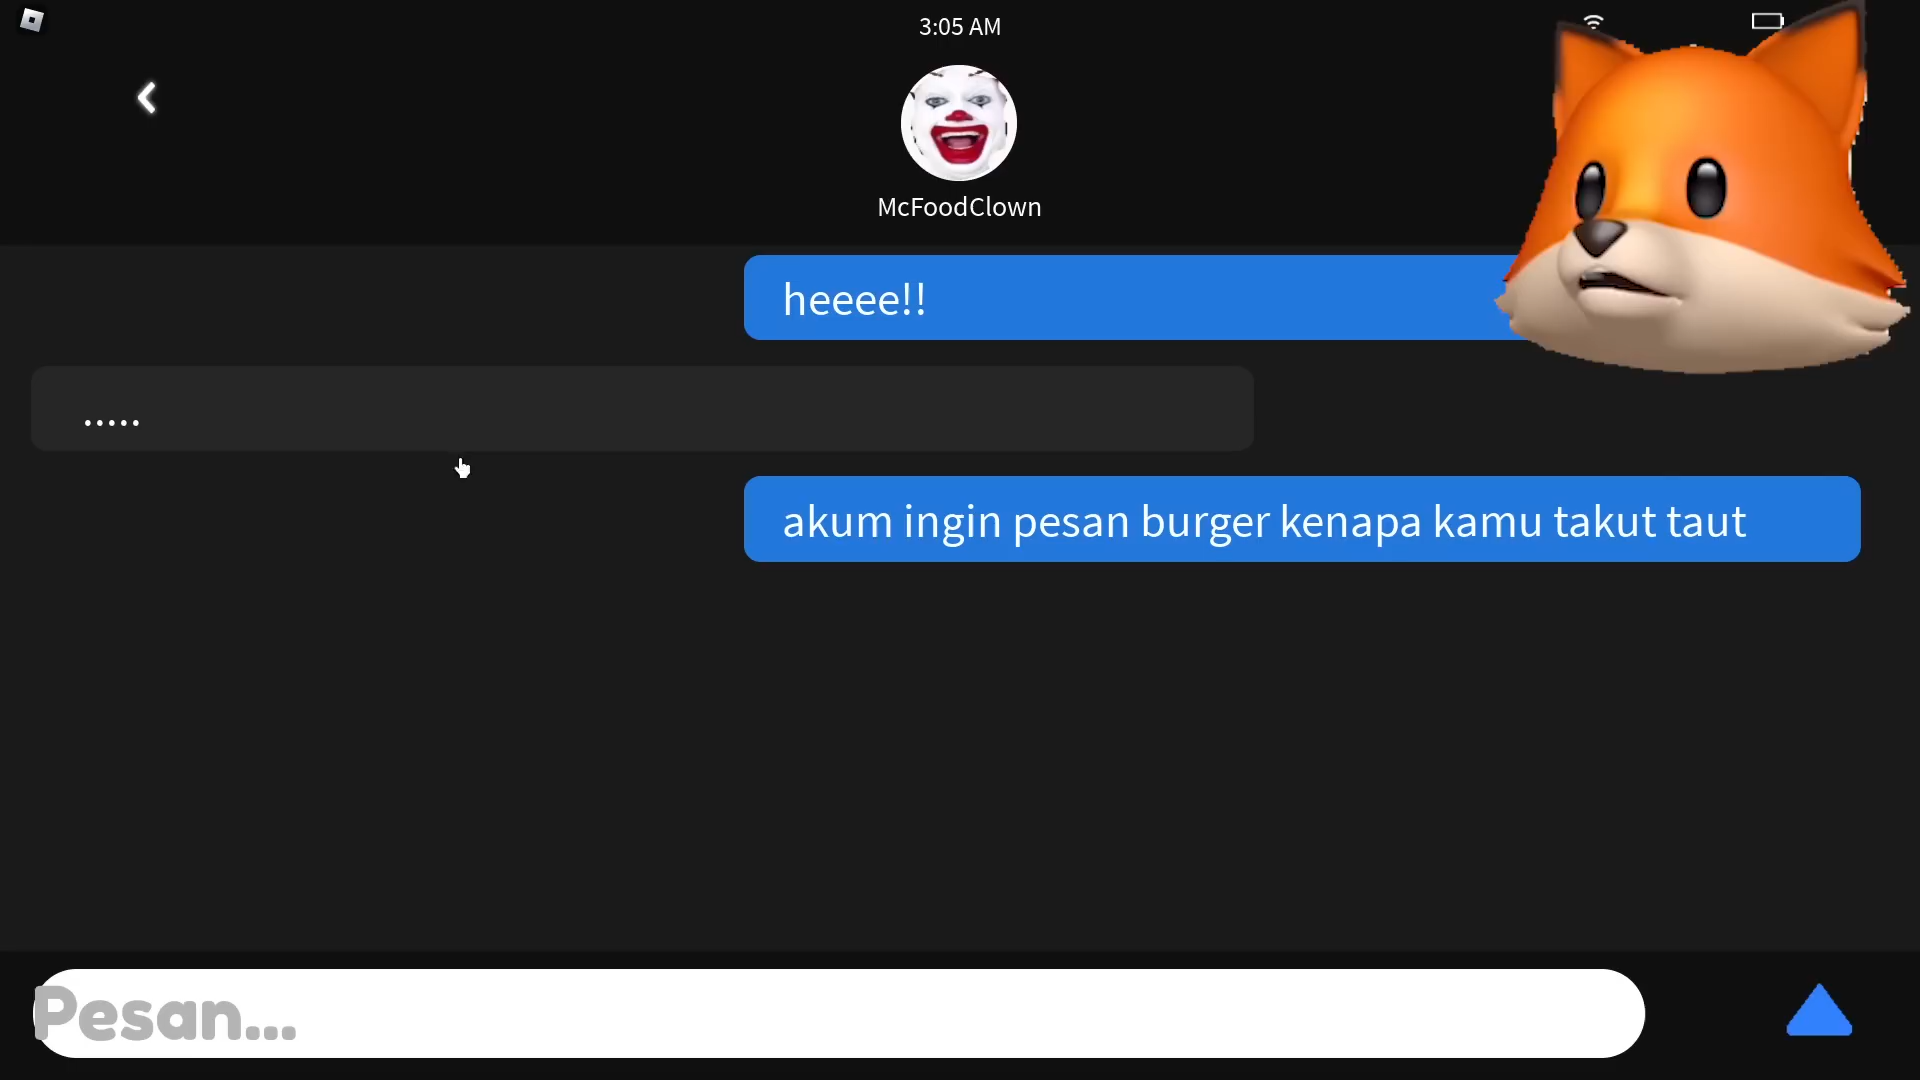 3:05 AM
McFoodClown
heeee!!
.....
akum ingin pesan burger kenapa kamu takut taut
Pesan...